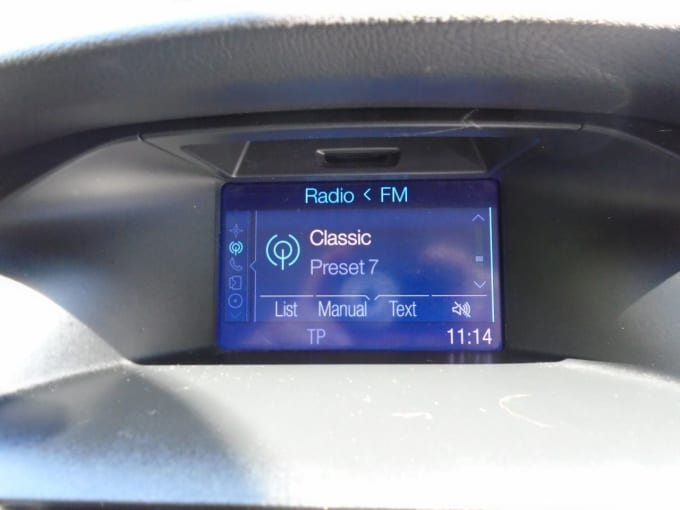 Radio < FM
Classic
Preset 7
List Manual Text
TP 11:14